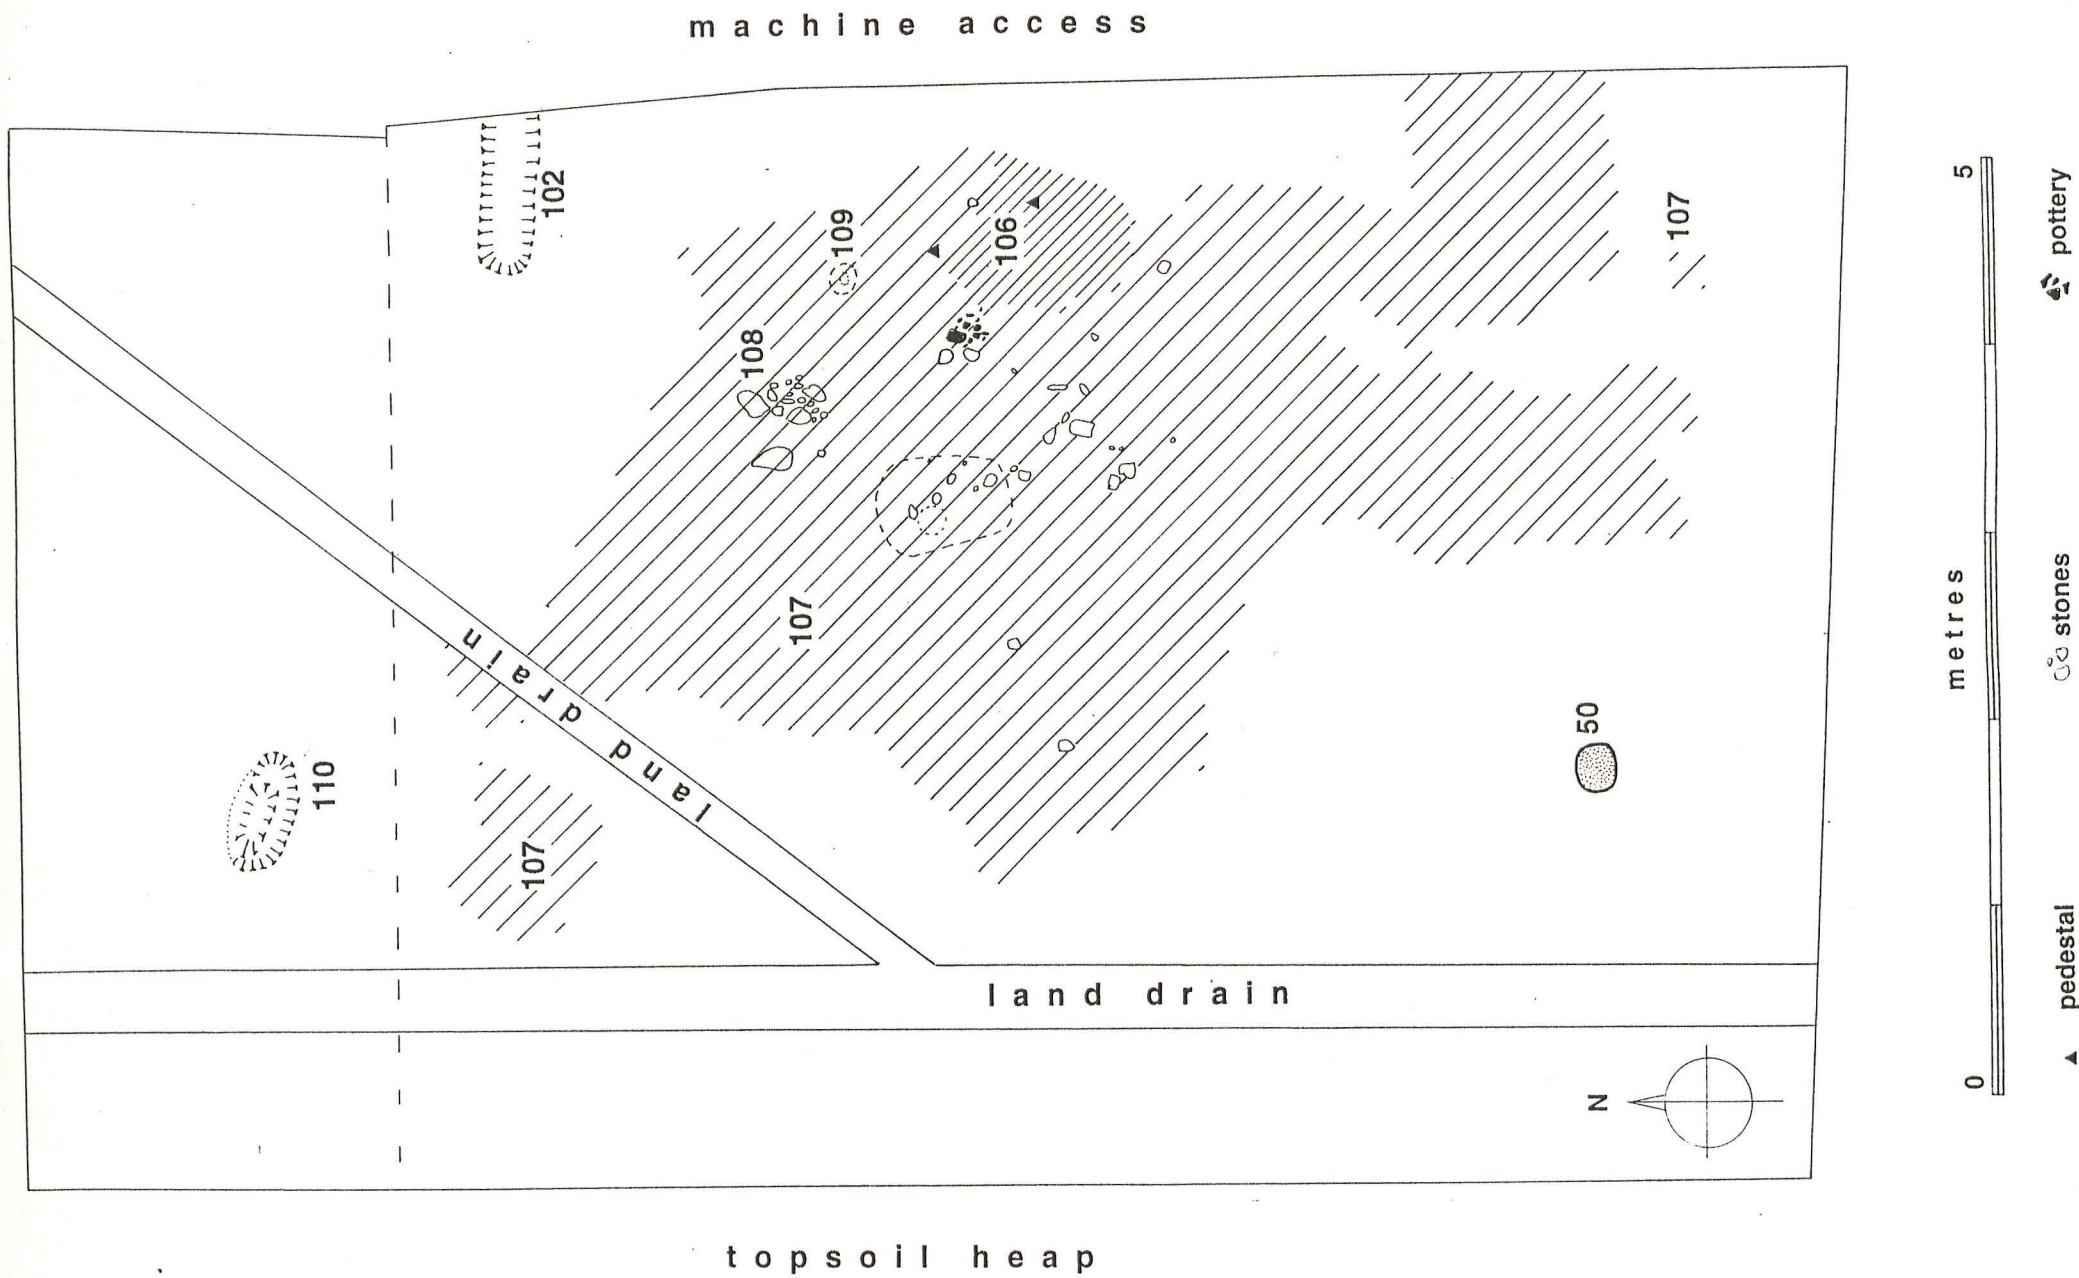 machine access
102
109
106
107
108
107
land drain
110
50
107
land drain
N
topsoil heap
0
5
metres
pedestal
stones
pottery